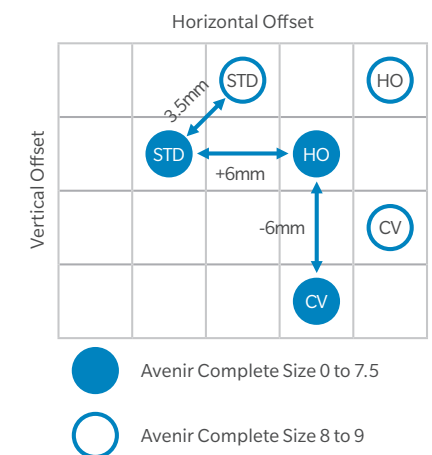 Horizontal Offset
Vertical Offset
STD
HO
3.5mm
STD
HO
+6mm
-6mm
CV
CV
Avenir Complete Size 0 to 7.5
Avenir Complete Size 8 to 9